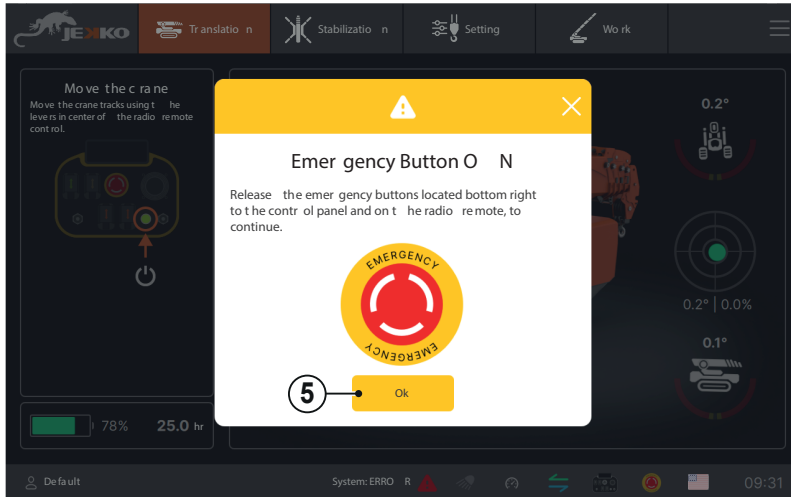 JEKKO
Translation
Stabilization
Setting
Work
Move the crane
Move the crane tracks using the
levers in center of the radio remote
control.
78%
25.0 hr
Emergency Button ON
Release the emergency buttons located bottom right
to the control panel and on the radio remote, to
continue.
EMERGENCY
EMERGENCY
5
Ok
0.2°
0.2° | 0.0%
0.1°
Default
System: ERROR
09:31